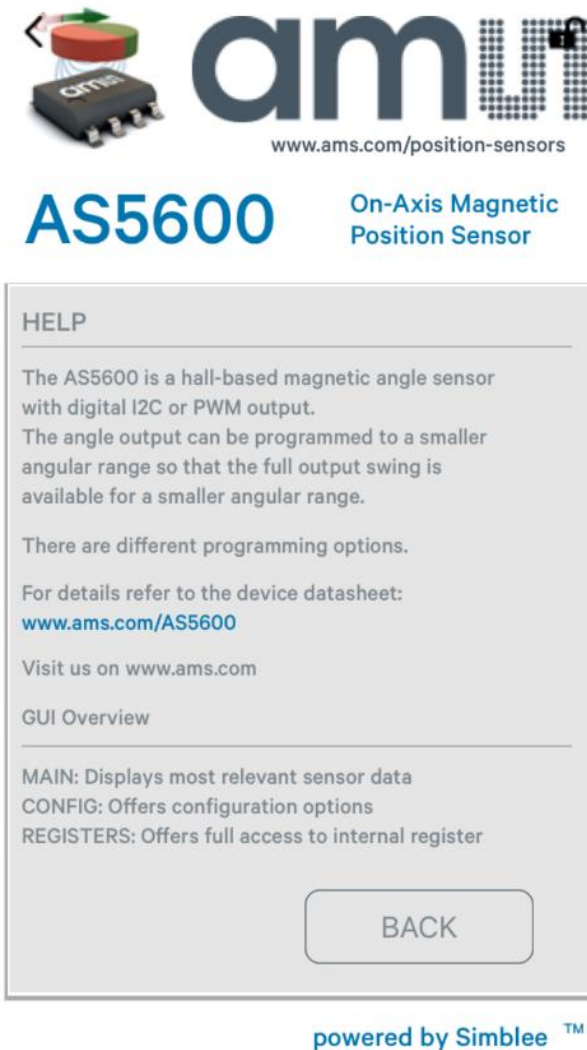 amu
am
www.ams.com/position-sensors
AS5600
On-Axis Magnetic
Position Sensor
HELP
The AS5600 is a hall-based magnetic angle sensor
with digital I2C or PWM output.
The angle output can be programmed to a smaller
angular range so that the full output swing is
available for a smaller angular range.
There are different programming options.
For details refer to the device datasheet:
www.ams.com/AS5600
Visit us on www.ams.com
GUI Overview
MAIN: Displays most relevant sensor data
CONFIG: Offers configuration options
REGISTERS: Offers full access to internal register
BACK
powered by Simblee ™